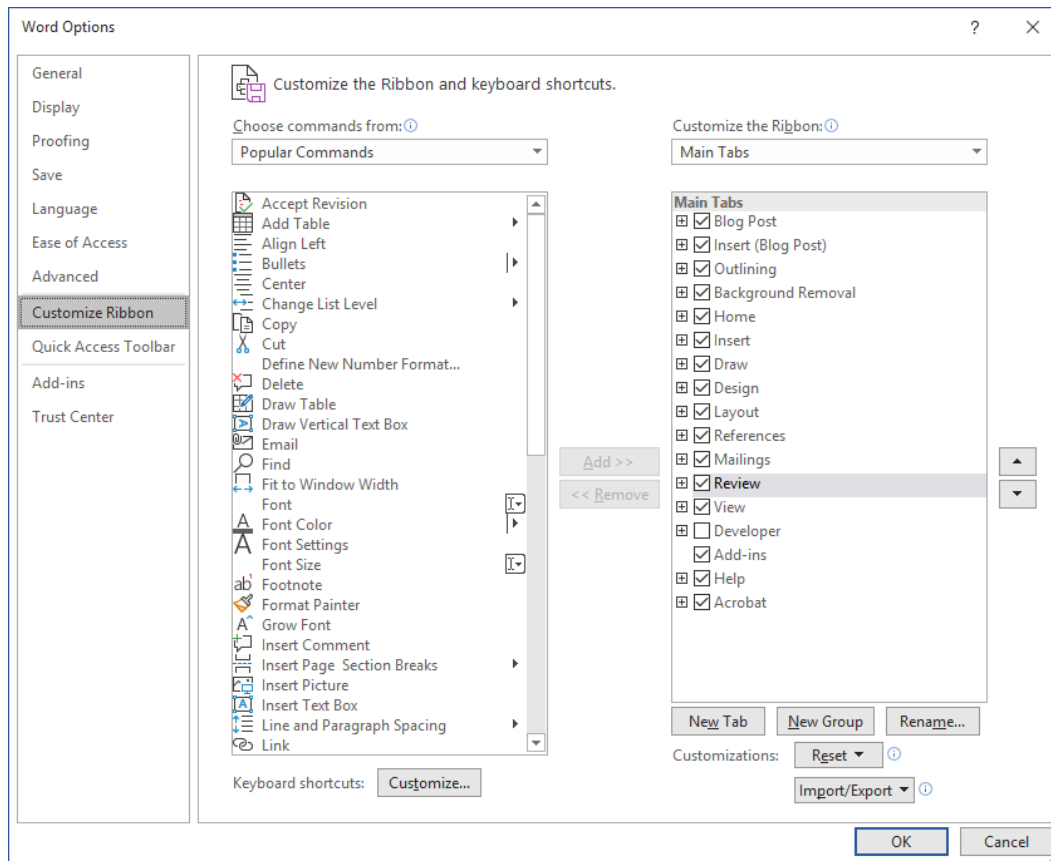 Word Options
?
General
Display
Proofing
Save
Language
Ease of Access
Advanced
Customize Ribbon
Quick Access Toolbar
Add-ins
Trust Center
Customize the Ribbon and keyboard shortcuts.
Choose commands from:
Popular Commands
Accept Revision
Add Table
Align Left
Bullets
Center
Change List Level
Copy
Cut
Define New Number Format...
Delete
Draw Table
Draw Vertical Text Box
Email
Find
Fit to Window Width
Font
Font Color
Font Settings
Font Size
Footnote
Format Painter
Grow Font
Insert Comment
Insert Page  Section Breaks
Insert Picture
Insert Text Box
Line and Paragraph Spacing
Link
Keyboard shortcuts: Customize...
Add >>
<< Remove
Customize the Ribbon:
Main Tabs
Main Tabs
Blog Post
Insert (Blog Post)
Outlining
Background Removal
Home
Insert
Draw
Design
Layout
References
Mailings
Review
View
Developer
Add-ins
Help
Acrobat
New Tab New Group Rename...
Customizations: Reset
Import/Export
OK Cancel